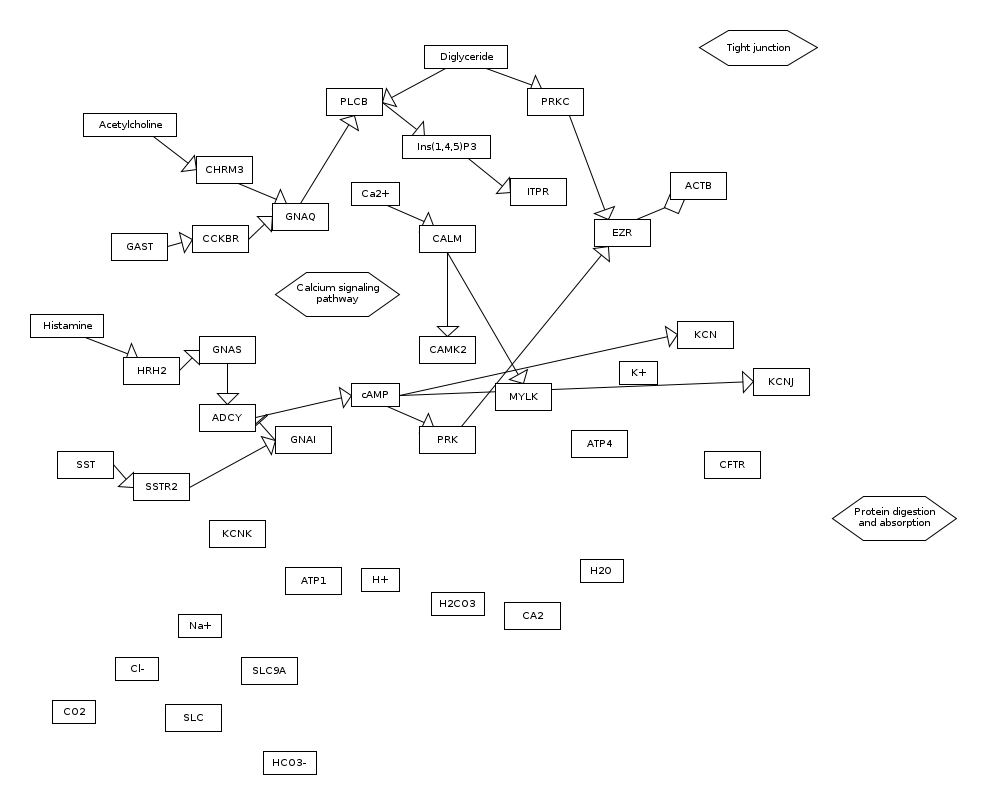 Tight junction
Diglyceride
PLCB
PRKC
Acetylcholine
Ins(1,4,5)P3
CHRM3
ITPR
ACTB
Ca2+
GNAQ
CCKBR
CALM
EZR
GAST
Calcium signaling
pathway
Histamine
KCN
GNAS
CAMK2
HRH2
K+
KCNJ
cAMP
MYLK
ADCY
GNAI
PRK
ATP4
SST
CFTR
SSTR2
Protein digestion
and absorption
KCNK
ATP1
H+
H2O
H2CO3
CA2
Na+
Cl-
SLC9A
CO2
SLC
HCO3-